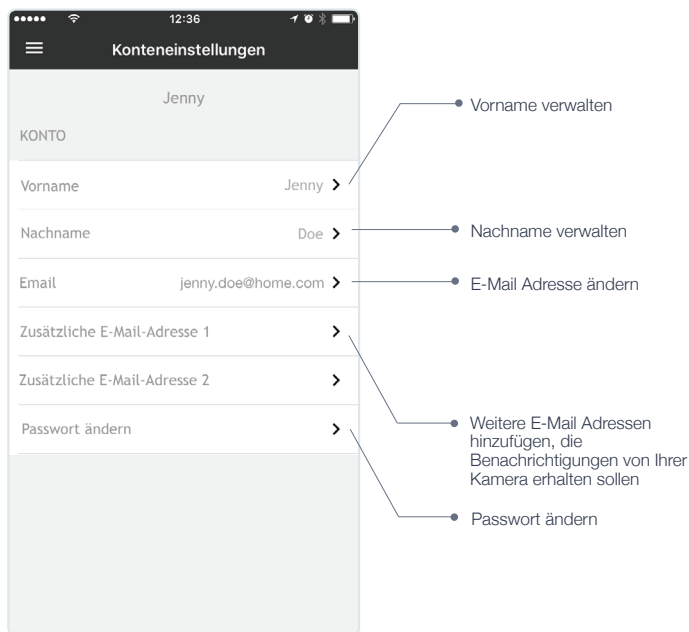 12:36
Konteneinstellungen
Jenny
KONTO
Vorname Jenny
Nachname Doe
Email jenny.doe@home.com
Zusätzliche E-Mail-Adresse 1
Zusätzliche E-Mail-Adresse 2
Passwort ändern
Vorname verwalten
Nachname verwalten
E-Mail Adresse ändern
Weitere E-Mail Adressen
hinzufügen, die
Benachrichtigungen von Ihrer
Kamera erhalten sollen
Passwort ändern